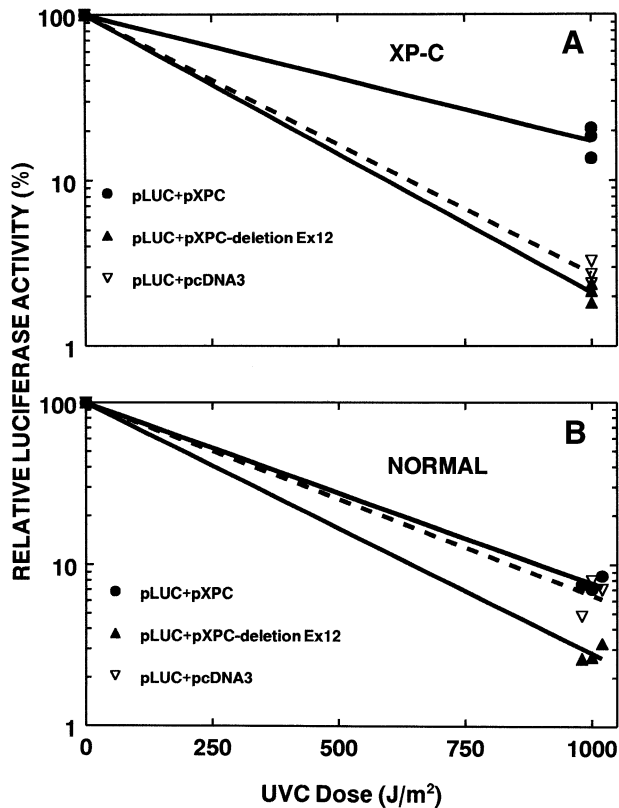 RELATIVE LUCIFERASE ACTIVITY (%)
100
10
1
A
XP-C
pLUC+pXPC
pLUC+pXPC-deletion Ex12
pLUC+pcDNA3
100
10
1
B
NORMAL
pLUC+pXPC
pLUC+pXPC-deletion Ex12
pLUC+pcDNA3
0 250 500 750 1000
UVC Dose (J/m²)